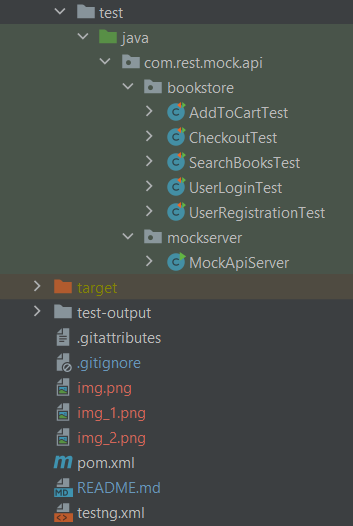 test
java
com.rest.mock.api
bookstore
AddToCartTest
CheckoutTest
SearchBooksTest
UserLoginTest
UserRegistrationTest
mockserver
MockApiServer
target
test-output
.gitattributes
.gitignore
img.png
img_1.png
img_2.png
pom.xml
README.md
testng.xml